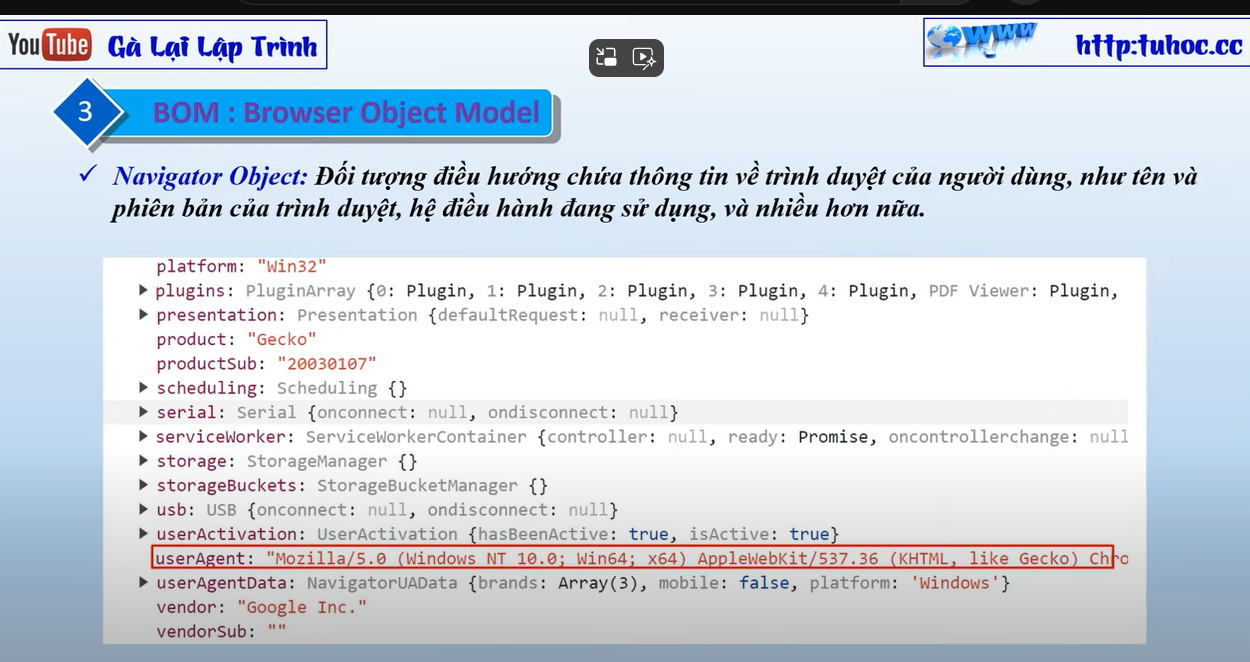 YouTube Gà Lại Lập Trình
www http:tuhoc.cc
3 BOM : Browser Object Model
✓ Navigator Object: Đối tượng điều hướng chứa thông tin về trình duyệt của người dùng, như tên và
phiên bản của trình duyệt, hệ điều hành đang sử dụng, và nhiều hơn nữa.
platform: "Win32"
▶ plugins: PluginArray {0: Plugin, 1: Plugin, 2: Plugin, 3: Plugin, 4: Plugin, PDF Viewer: Plugin,
▶ presentation: Presentation {defaultRequest: null, receiver: null}
product: "Gecko"
productSub: "20030107"
▶ scheduling: Scheduling {}
▶ serial: Serial {onconnect: null, ondisconnect: null}
▶ serviceWorker: ServiceWorkerContainer {controller: null, ready: Promise, oncontrollerchange: null
▶ storage: StorageManager {}
▶ storageBuckets: StorageBucketManager {}
▶ usb: USB {onconnect: null, ondisconnect: null}
▶ userActivation: UserActivation {hasBeenActive: true, isActive: true}
userAgent: "Mozilla/5.0 (Windows NT 10.0; Win64; x64) AppleWebKit/537.36 (KHTML, like Gecko) Chro
▶ userAgentData: NavigatorUAData {brands: Array(3), mobile: false, platform: 'Windows'}
vendor: "Google Inc."
vendorSub: ""